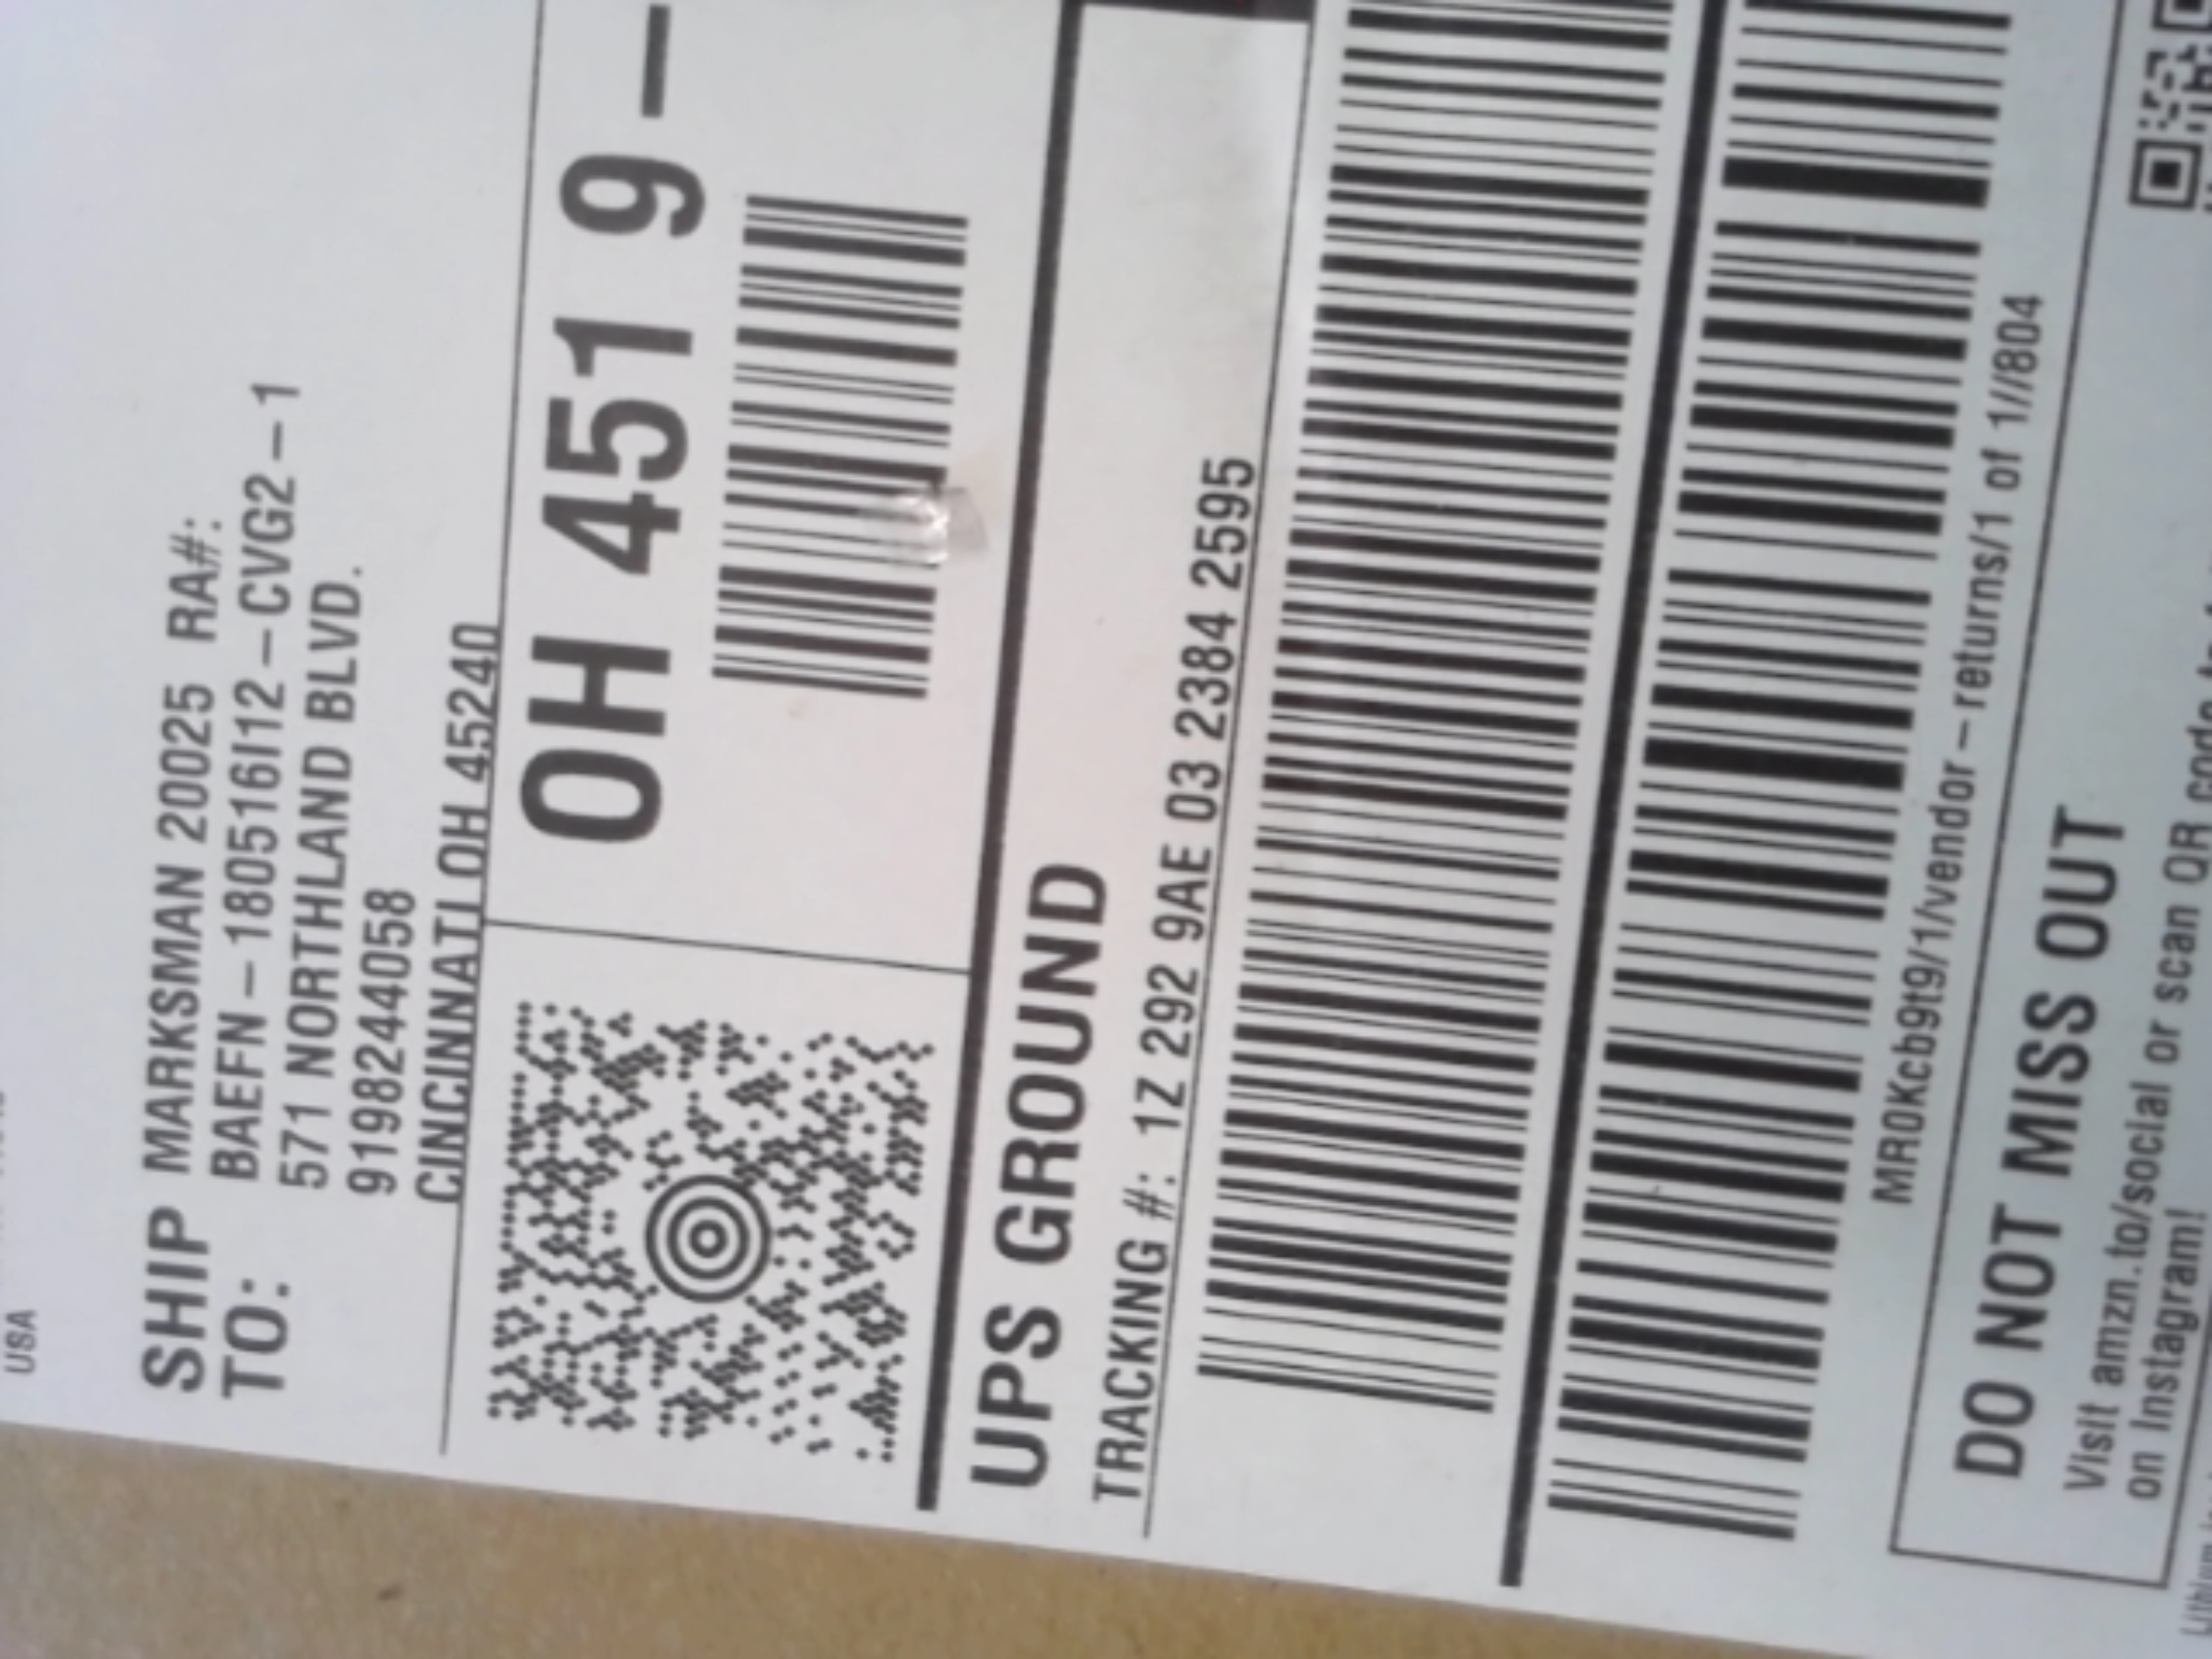 USA
SHIP TO: MARKSMAN 20025 RA#:
BAEFN-180516I12-CVG2-1
571 NORTHLAND BLVD.
9198244058
CINCINNATI OH 45240
OH 451 9-
UPS GROUND
TRACKING #: 1Z 292 9AE 03 2384 2595
MR0Kcb9t9/1/vendor-returns/1 of 1//804
DO NOT MISS OUT
Visit amzn.to/social or scan QR code to
on Instagram!